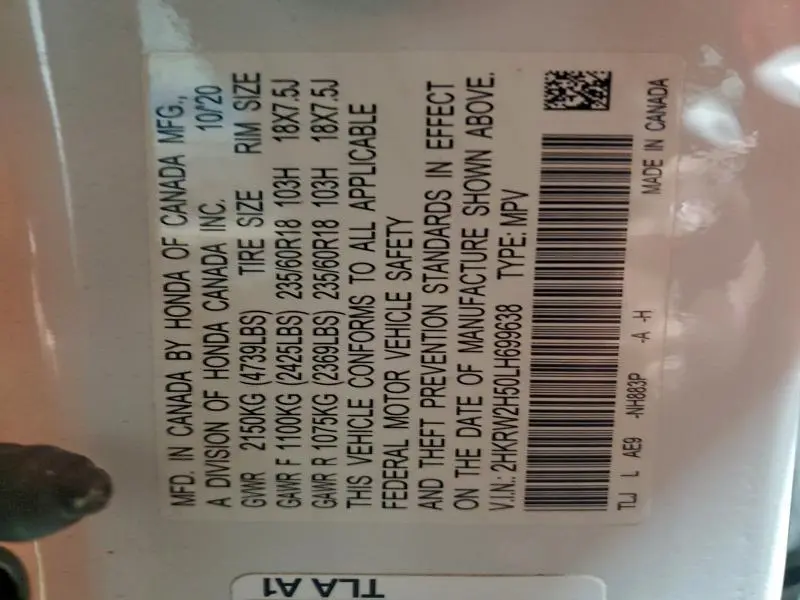 MFD. IN CANADA BY HONDA OF CANADA MFG.,
A DIVISION OF HONDA CANADA INC. 10/20
GVWR 2150KG (4739LBS) TIRE SIZE RIM SIZE
GAWR F 1100KG (2425LBS) 235/60R18 103H 18X7.5J
GAWR R 1075KG (2369LBS) 235/60R18 103H 18X7.5J
THIS VEHICLE CONFORMS TO ALL APPLICABLE
FEDERAL MOTOR VEHICLE SAFETY
AND THEFT PREVENTION STANDARDS IN EFFECT
ON THE DATE OF MANUFACTURE SHOWN ABOVE.
V.I.N.: 2HKRW2H50LH699638 TYPE: MPV
TLJ L AE9 -NH883P -A -H MADE IN CANADA
TLA A1